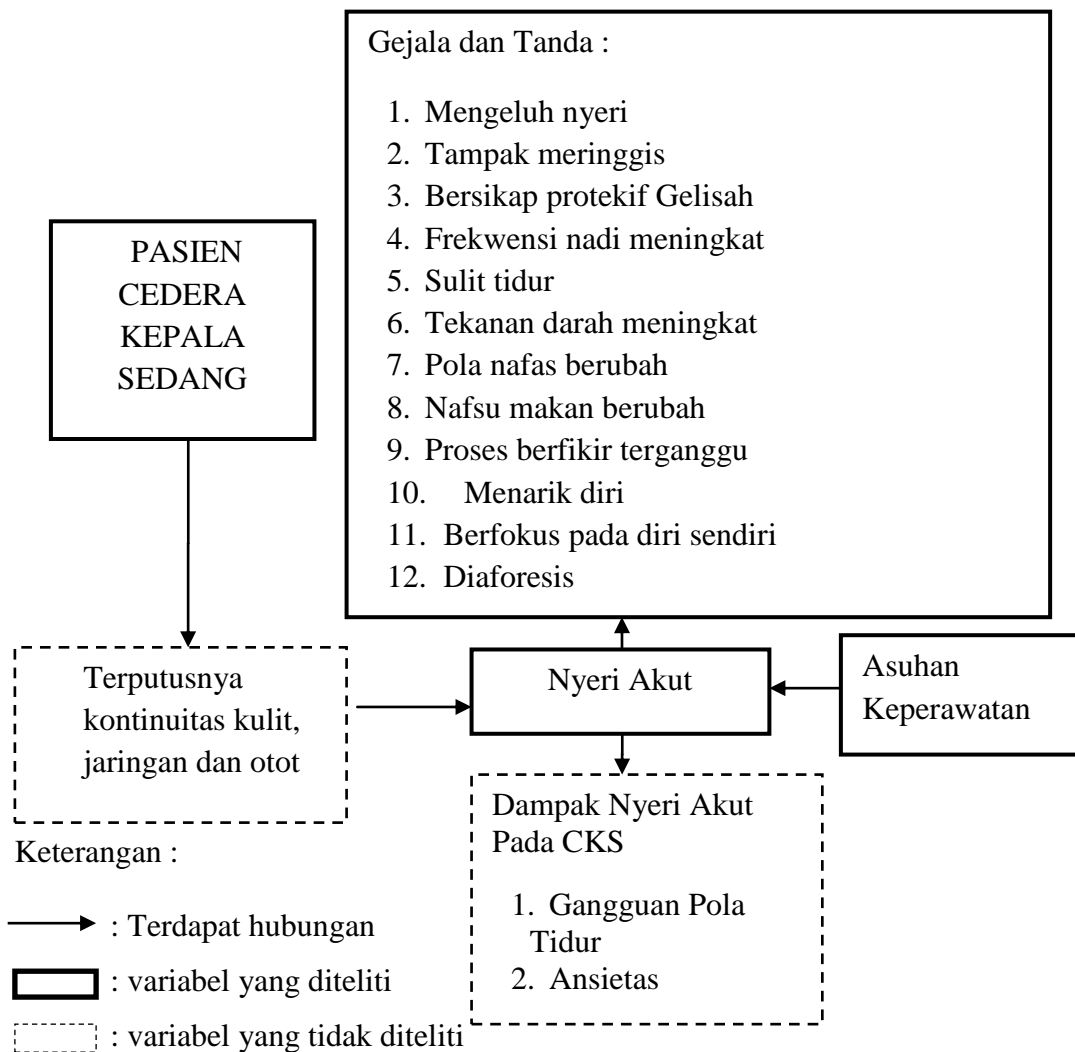 Gejala dan Tanda :
1. Mengeluh nyeri
2. Tampak meringgis
3. Bersikap protekif Gelisah
4. Frekwensi nadi meningkat
5. Sulit tidur
6. Tekanan darah meningkat
7. Pola nafas berubah
8. Nafsu makan berubah
9. Proses berfikir terganggu
10. Menarik diri
11. Berfokus pada diri sendiri
12. Diaforesis
PASIEN
CEDERA
KEPALA
SEDANG
Terputusnya
kontinuitas kulit,
jaringan dan otot
Nyeri Akut
Asuhan
Keperawatan
Dampak Nyeri Akut
Pada CKS
1. Gangguan Pola
Tidur
2. Ansietas
Keterangan :
: Terdapat hubungan
: variabel yang diteliti
: variabel yang tidak diteliti